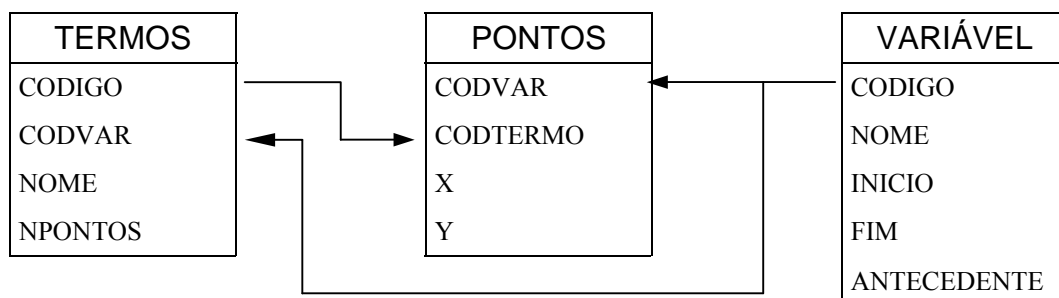 TERMOS
CODIGO
CODVAR
NOME
NPONTOS
PONTOS
CODVAR
CODTERMO
X
Y
VARIÁVEL
CODIGO
NOME
INICIO
FIM
ANTECEDENTE